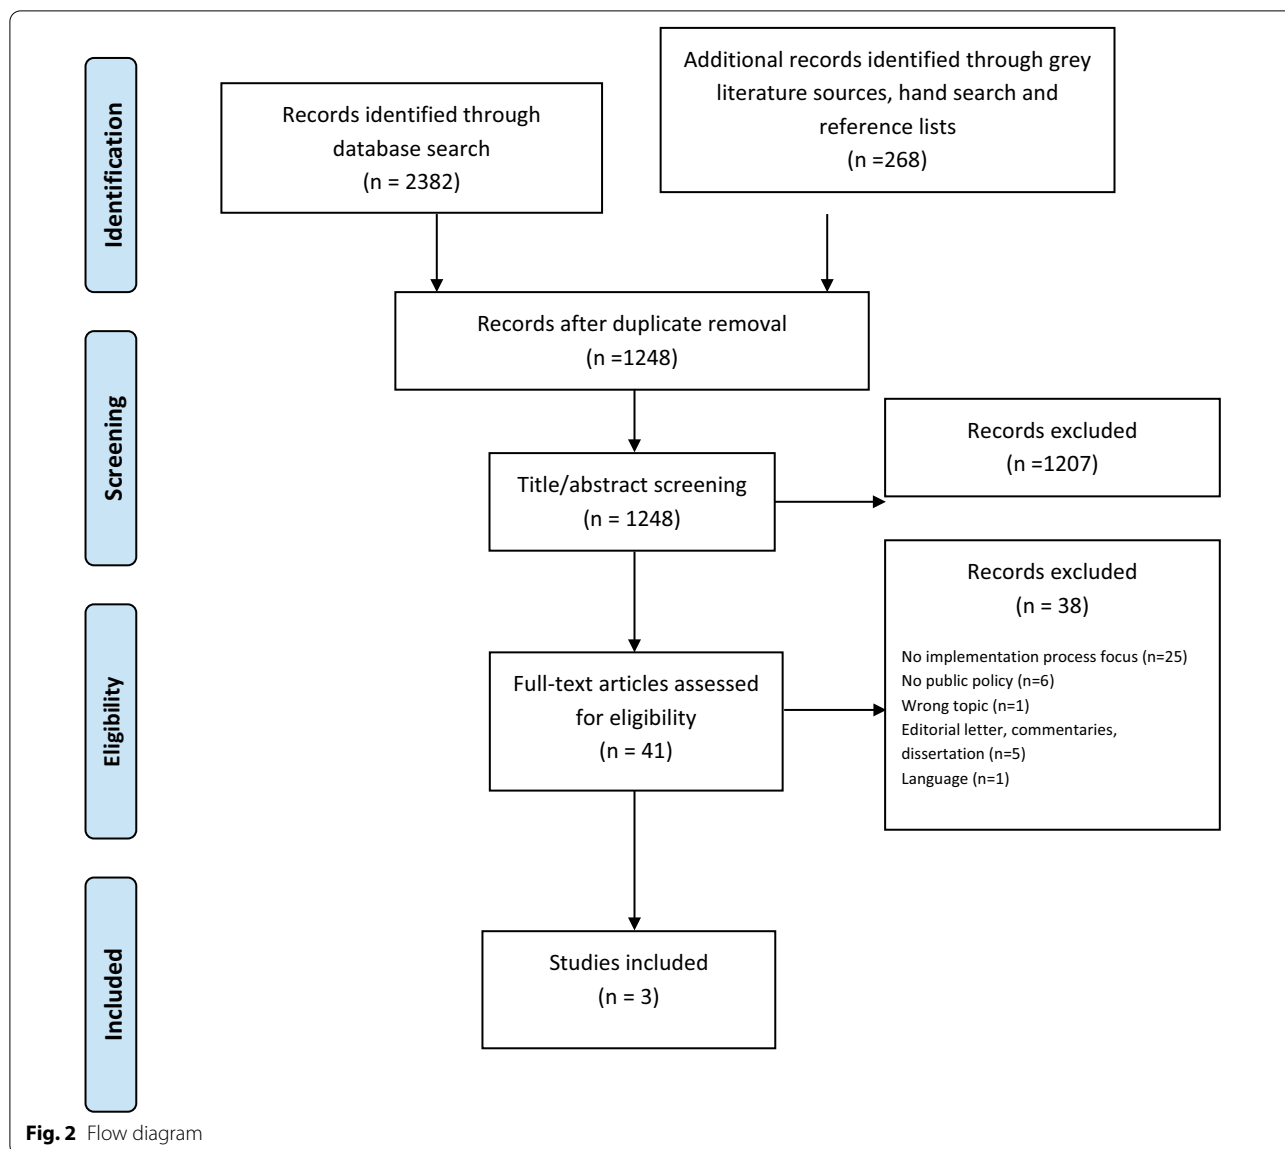 Identification
Records identified through
database search
(n = 2382)
Additional records identified through grey
literature sources, hand search and
reference lists
(n =268)
Records after duplicate removal
(n =1248)
Screening
Title/abstract screening
(n = 1248)
Records excluded
(n =1207)
Eligibility
Full-text articles assessed
for eligibility
(n = 41)
Records excluded
(n = 38)
No implementation process focus (n=25)
No public policy (n=6)
Wrong topic (n=1)
Editorial letter, commentaries,
dissertation (n=5)
Language (n=1)
Included
Studies included
(n = 3)
Fig. 2 Flow diagram